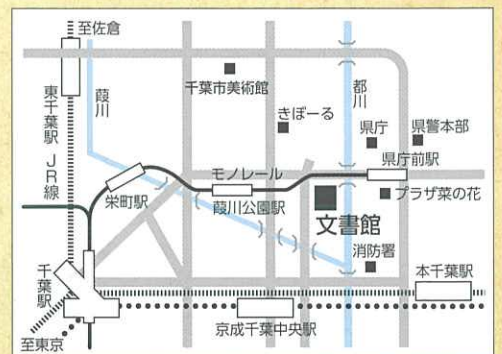 至佐倉
東千葉駅
JR線
葭川
千葉市美術館
きぼーる
都川
県庁
県警本部
モノレール
県庁前駅
栄町駅
葭川公園駅
プラザ菜の花
文書館
消防署
千葉駅
本千葉駅
京成千葉中央駅
至東京